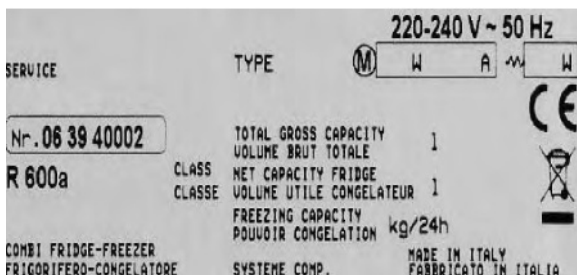 220-240 V ~ 50 Hz
SERVICE TYPE M W A W
CE
Nr. 06 39 40002
TOTAL GROSS CAPACITY
VOLUME BRUT TOTALE l
R 600a
CLASS NET CAPACITY FRIDGE
CLASSE VOLUME UTILE CONGELATEUR l
FREEZING CAPACITY
POUVOIR CONGELATION kg/24h
COMBI FRIDGE-FREEZER MADE IN ITALY
FRIGORIFERO-CONGELATORE SYSTEME COMP. FABBRICATO IN ITALIA